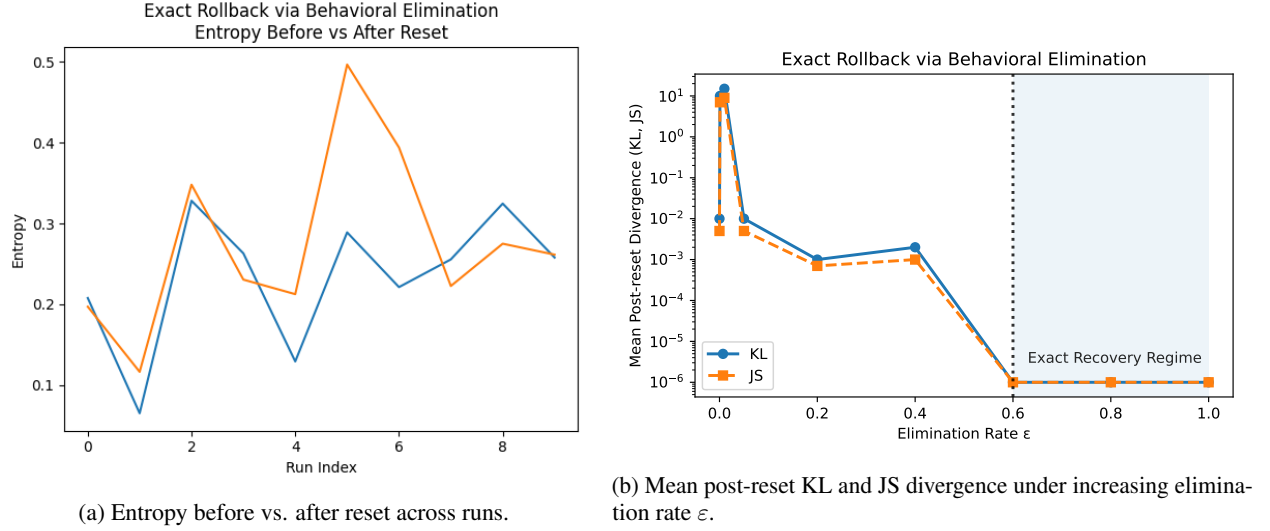 Exact Rollback via Behavioral Elimination
Entropy Before vs After Reset
0.5
0.4
0.3
0.2
0.1
Entropy
0
2
4
6
8
Run Index
(a) Entropy before vs. after reset across runs.
Exact Rollback via Behavioral Elimination
10¹
10⁰
10⁻¹
10⁻²
10⁻³
10⁻⁴
10⁻⁵
10⁻⁶
Mean Post-reset Divergence (KL, JS)
KL
JS
Exact Recovery Regime
0.0
0.2
0.4
0.6
0.8
1.0
Elimination Rate ε
(b) Mean post-reset KL and JS divergence under increasing elimina-
tion rate ε.